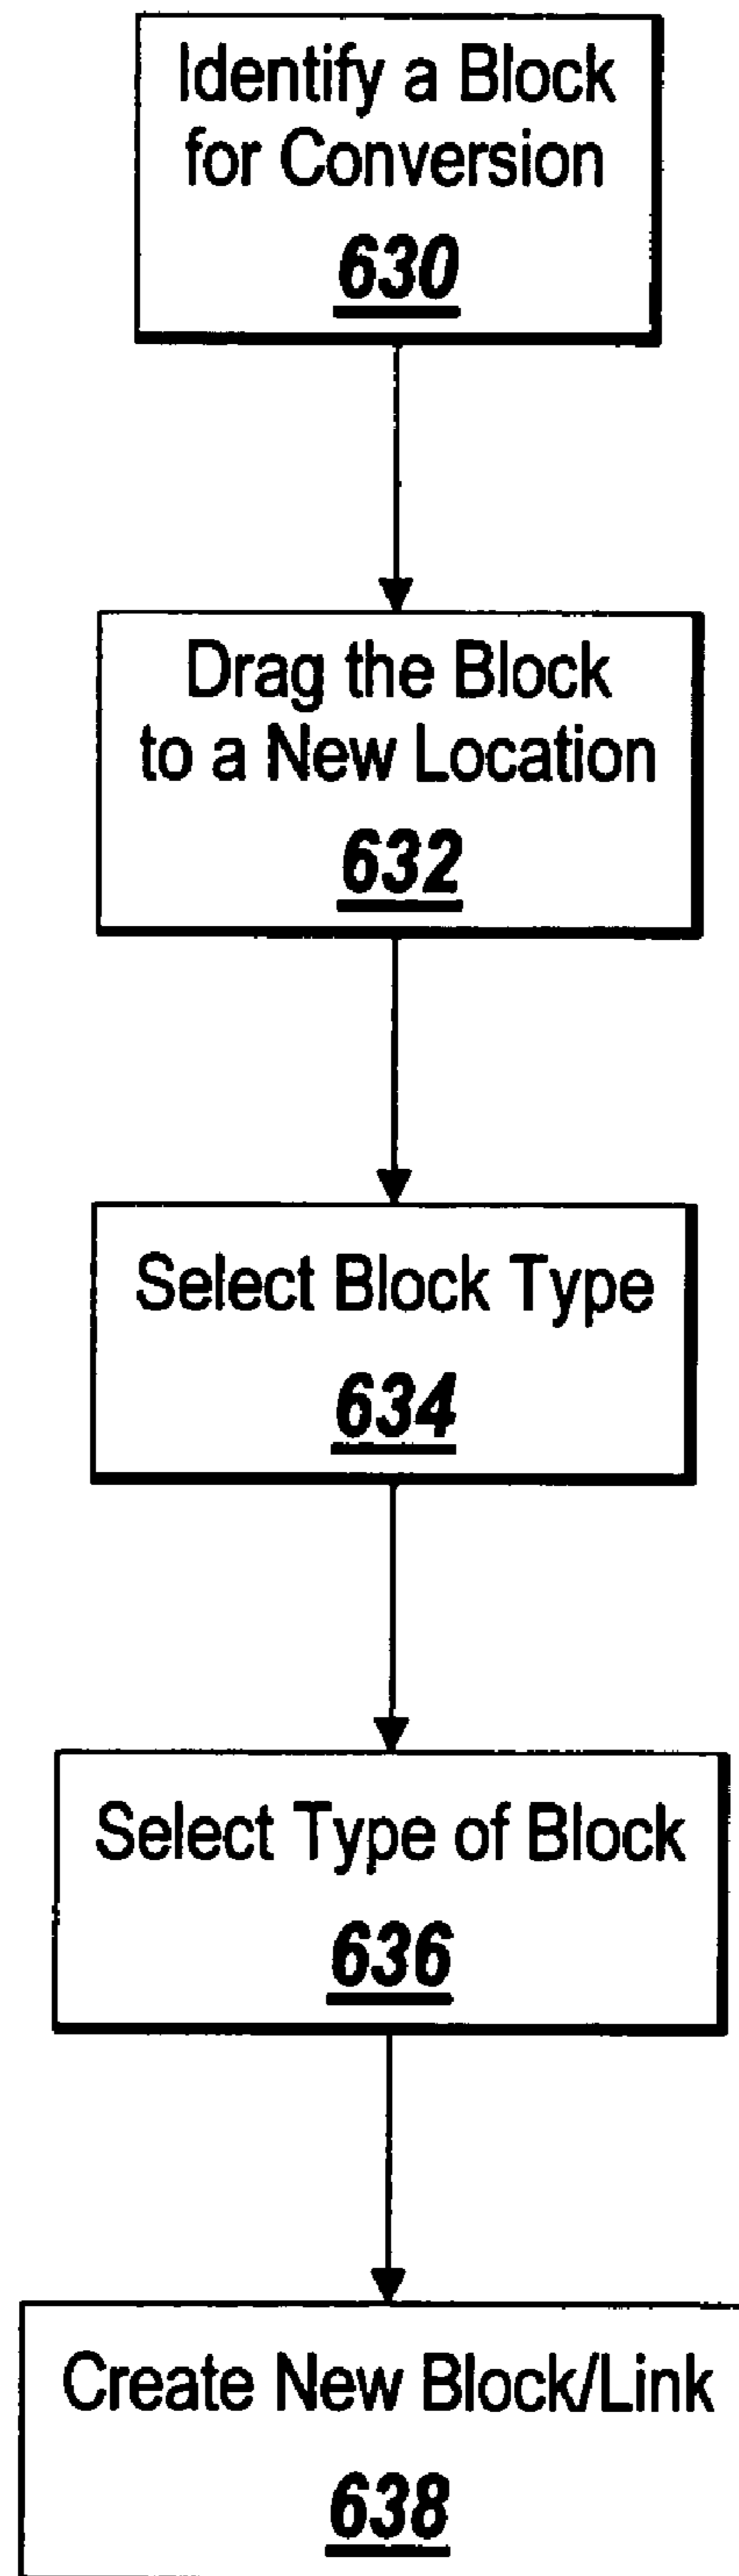 Identify a Block
for Conversion
630
Drag the Block
to a New Location
632
Select Block Type
634
Select Type of Block
636
Create New Block/Link
638